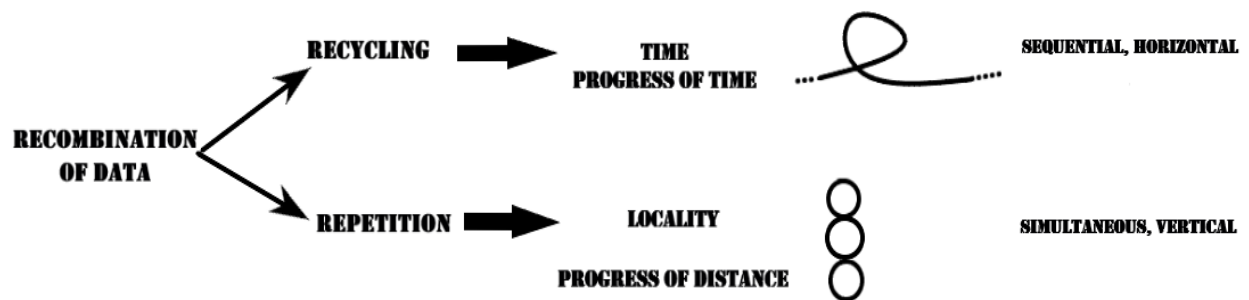 RECOMBINATION
OF DATA
RECYCLING
TIME
PROGRESS OF TIME
SEQUENTIAL, HORIZONTAL
REPETITION
LOCALITY
PROGRESS OF DISTANCE
SIMULTANEOUS, VERTICAL